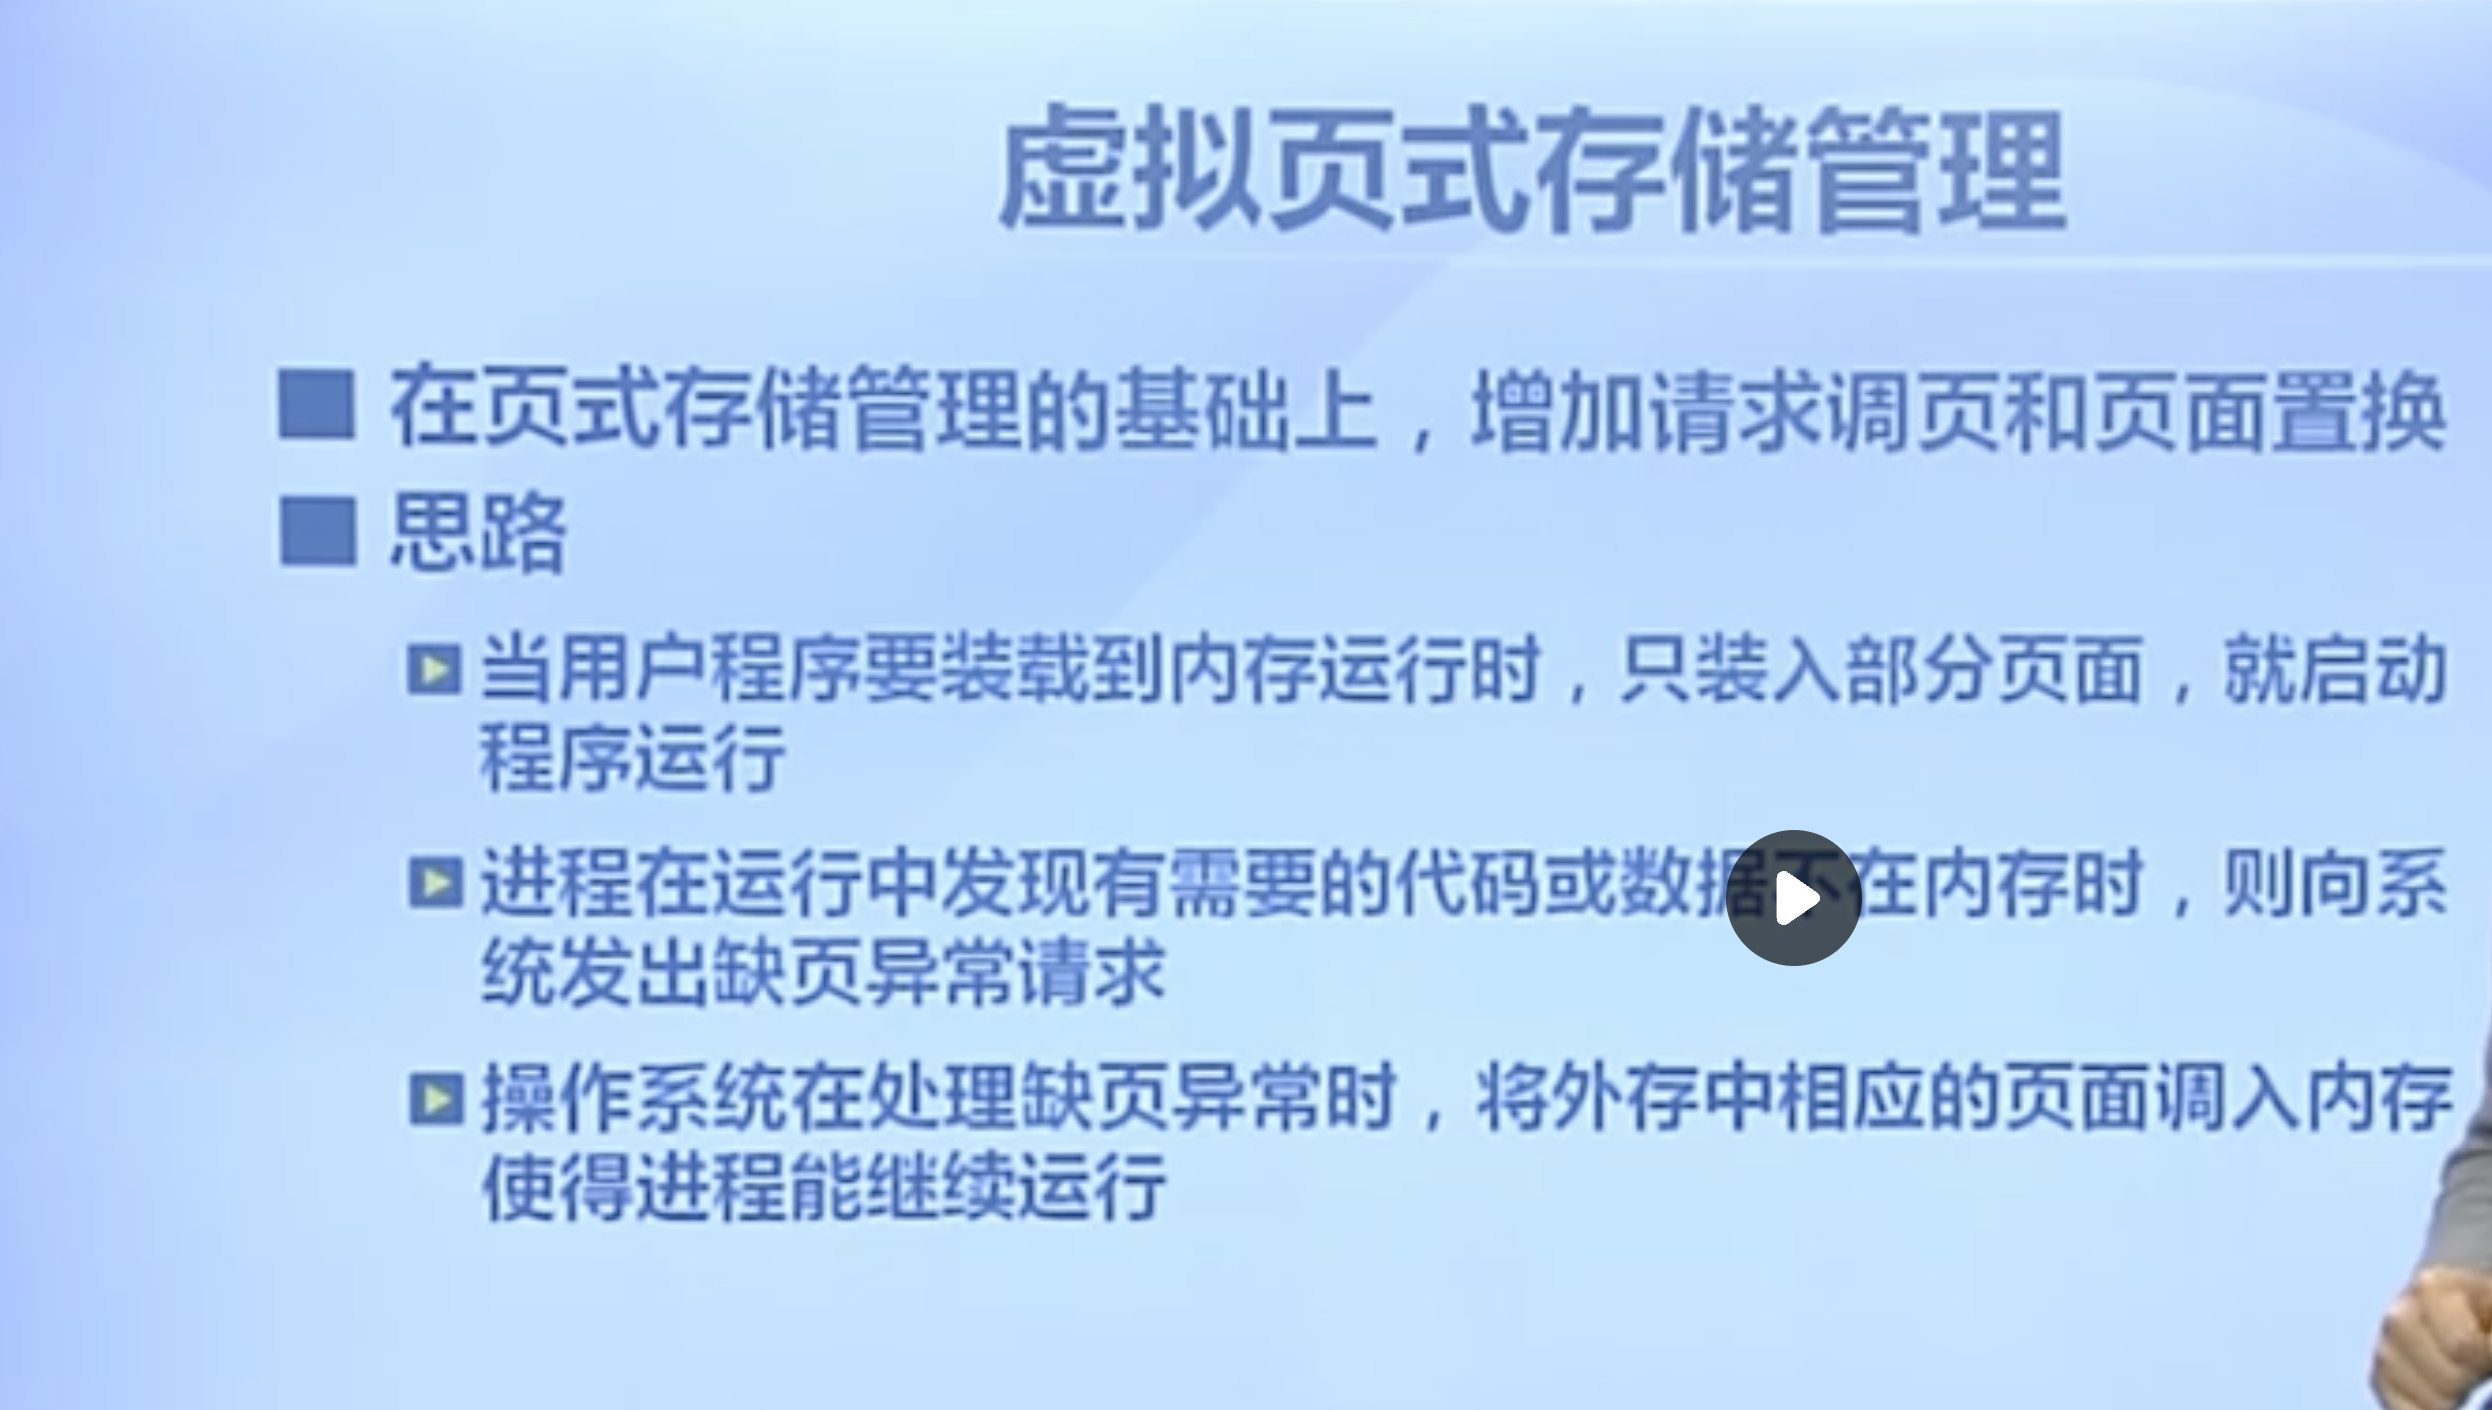 虚拟页式存储管理
在页式存储管理的基础上，增加请求调页和页面置换
思路
当用户程序要装载到内存运行时，只装入部分页面，就启动
程序运行
进程在运行中发现有需要的代码或数据不在内存时，则向系
统发出缺页异常请求
操作系统在处理缺页异常时，将外存中相应的页面调入内存
使得进程能继续运行